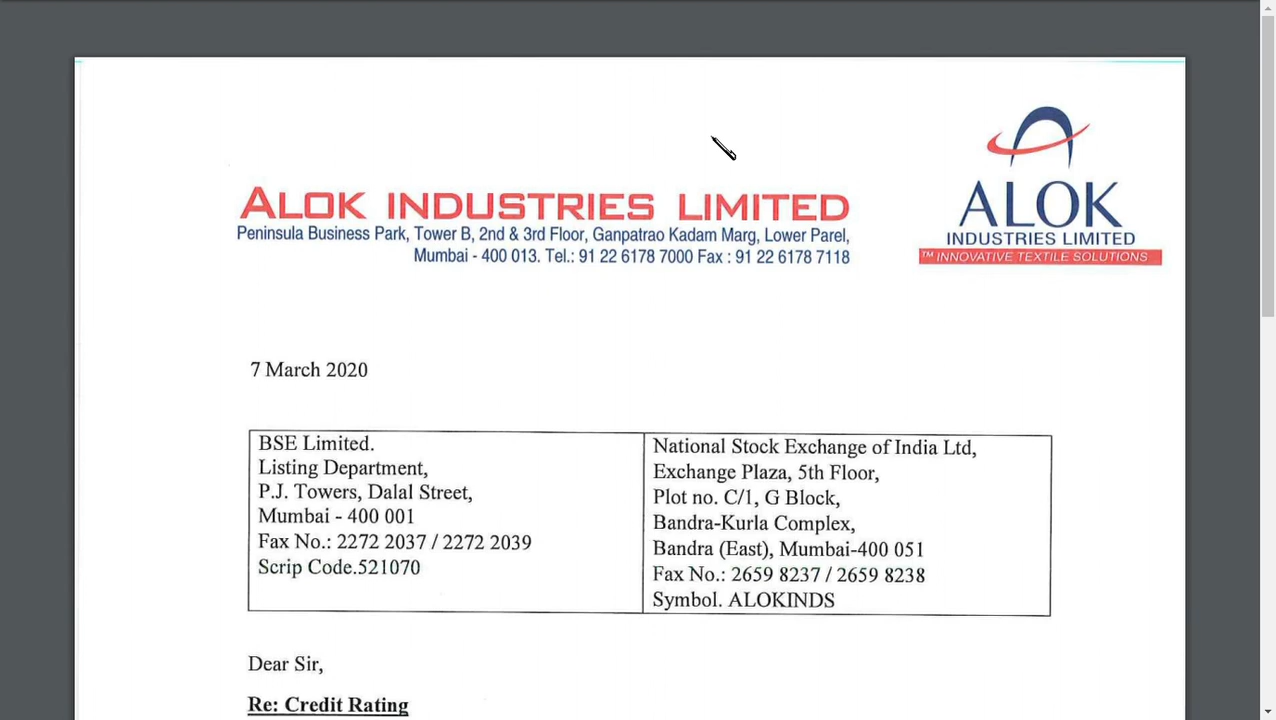 ALOK INDUSTRIES LIMITED
Peninsula Business Park, Tower B, 2nd & 3rd Floor, Ganpatrao Kadam Marg, Lower Parel,
Mumbai - 400 013. Tel.: 91 22 6178 7000 Fax : 91 22 6178 7118
ALOK
INDUSTRIES LIMITED
™ INNOVATIVE TEXTILE SOLUTIONS
7 March 2020
BSE Limited.
Listing Department,
P.J. Towers, Dalal Street,
Mumbai - 400 001
Fax No.: 2272 2037 / 2272 2039
Scrip Code.521070
National Stock Exchange of India Ltd,
Exchange Plaza, 5th Floor,
Plot no. C/1, G Block,
Bandra-Kurla Complex,
Bandra (East), Mumbai-400 051
Fax No.: 2659 8237 / 2659 8238
Symbol. ALOKINDS
Dear Sir,
Re: Credit Rating